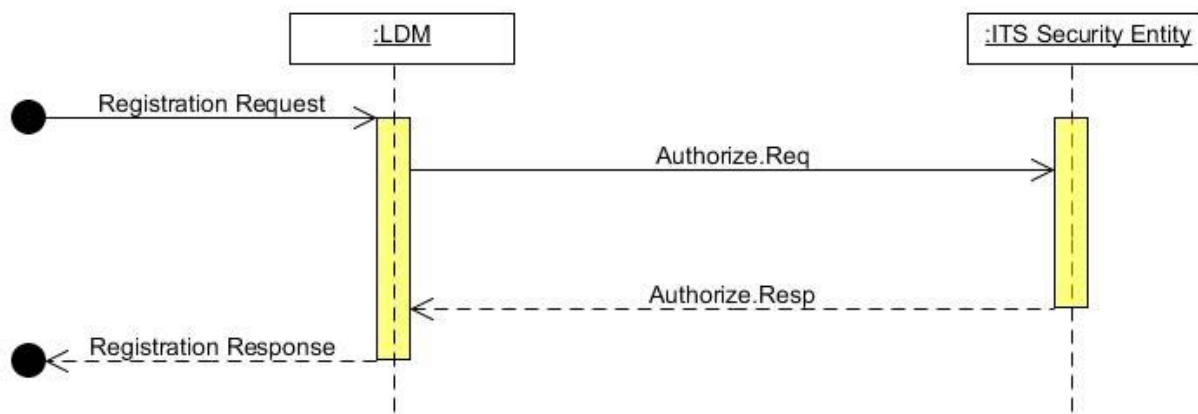 :LDM
:ITS Security Entity
Registration Request
Authorize.Req
Authorize.Resp
Registration Response